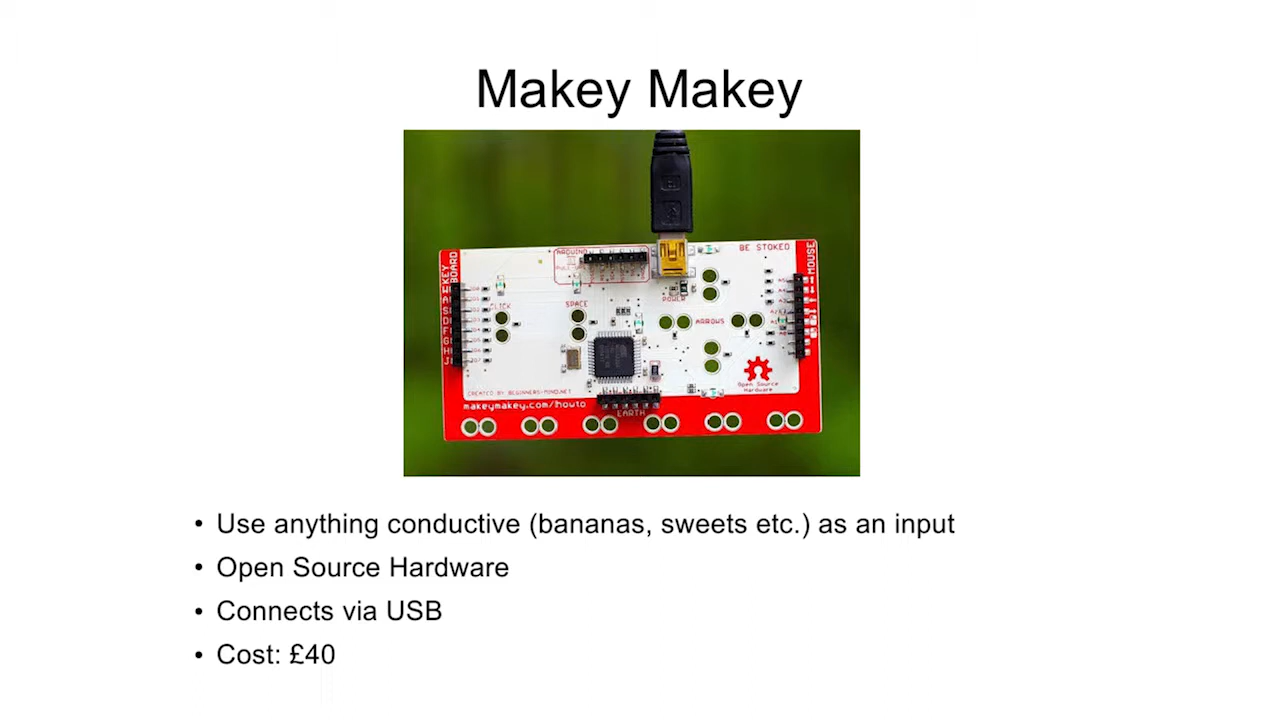 Makey Makey
BE STOKED
ARDUINO
KEY
BOARD
MOUSE
CLICK
SPACE
POWER
ARROWS
Open Source
Hardware
CREATED BY BEGINNERS-MIND.NET
makeymakey.com/howto
EARTH
• Use anything conductive (bananas, sweets etc.) as an input
• Open Source Hardware
• Connects via USB
• Cost: £40